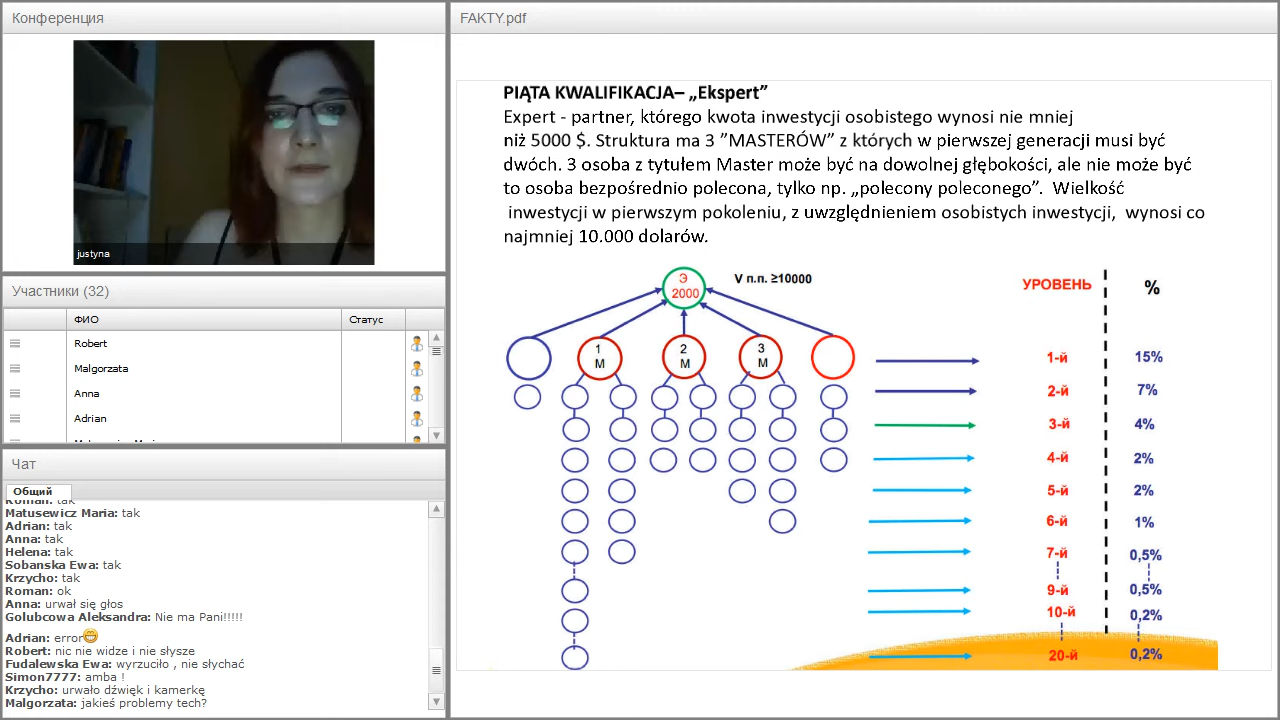 Конференция
justyna
Участники (32)
ФИО
Статус
Robert
Malgorzata
Anna
Adrian
Чат
Общий
Roman: tak
Matusewicz Maria: tak
Adrian: tak
Anna: tak
Helena: tak
Sobanska Ewa: tak
Krzycho: tak
Roman: ok
Anna: urwał się głos
Golubcowa Aleksandra: Nie ma Pani!!!!!
Adrian: error
Robert: nic nie widze i nie słysze
Fudalewska Ewa: wyrzuciło , nie słychać
Simon7777: amba !
Krzycho: urwało dźwięk i kamerkę
Malgorzata: jakieś problemy tech?
FAKTY.pdf
PIĄTA KWALIFIKACJA– „Ekspert”
Expert - partner, którego kwota inwestycji osobistego wynosi nie mniej
niż 5000 $. Struktura ma 3 ”MASTERÓW” z których w pierwszej generacji musi być
dwóch. 3 osoba z tytułem Master może być na dowolnej głębokości, ale nie może być
to osoba bezpośrednio polecona, tylko np. „polecony poleconego”. Wielkość
inwestycji w pierwszym pokoleniu, z uwzględnieniem osobistych inwestycji, wynosi co
najmniej 10.000 dolarów.
Э
2000
V п.п. ≥10000
1
М
2
М
3
М
УРОВЕНЬ %
1-й 15%
2-й 7%
3-й 4%
4-й 2%
5-й 2%
6-й 1%
7-й 0,5%
9-й 0,5%
10-й 0,2%
20-й 0,2%